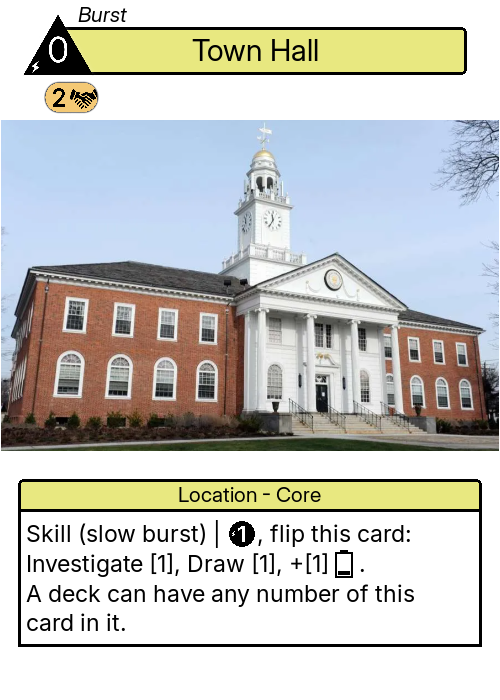 Burst
0
Town Hall
2
Location - Core
Skill (slow burst) | 1, flip this card:
Investigate [1], Draw [1], +[1] .
A deck can have any number of this
card in it.